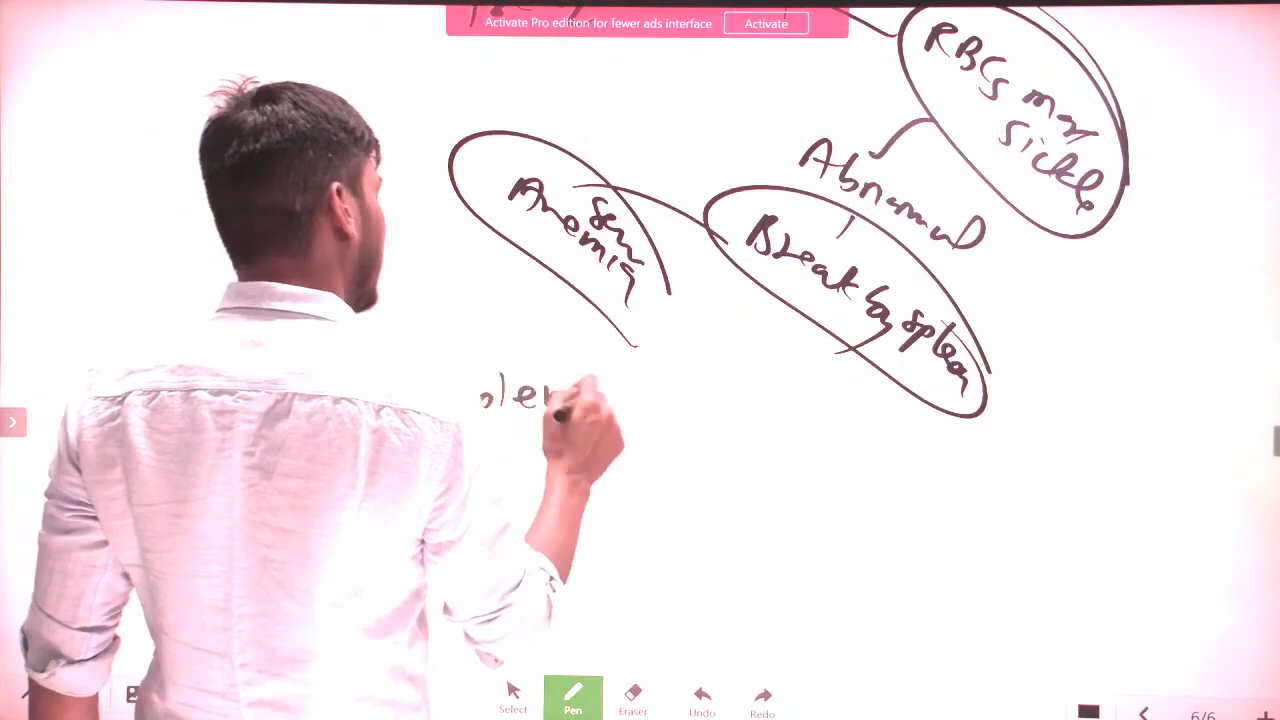 Activate Pro edition for fewer ads interface Activate
RBCs may
sickle
Abnormal
Sev
Anemia
Break by spleen
Select
Pen
Eraser
Undo
Redo
6/6